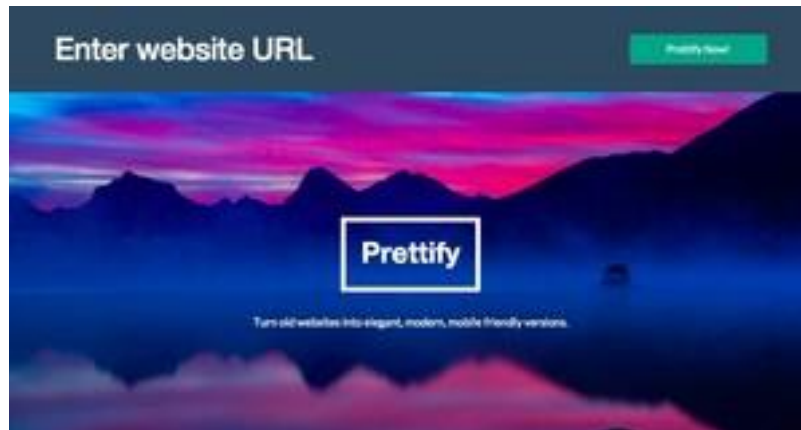 Enter website URL
Prettify Now!
Prettify
Turn old websites into elegant, modern, mobile friendly versions.